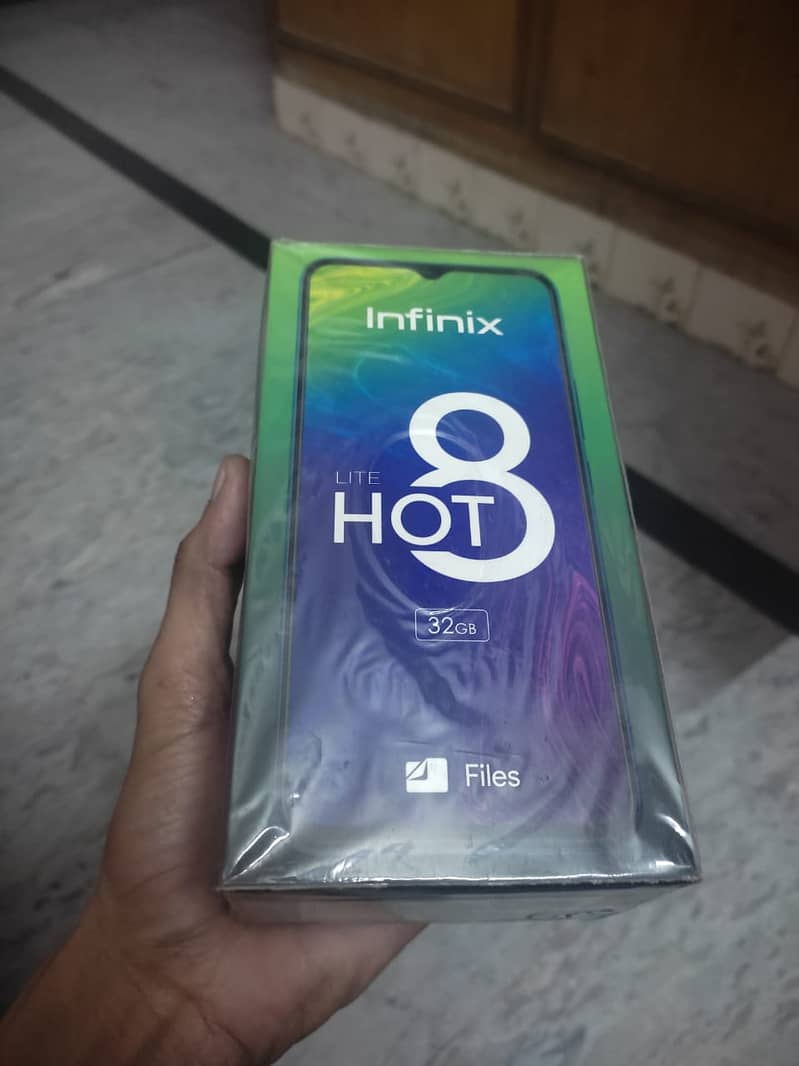 Infinix
LITE
HOT 8
32GB
Files